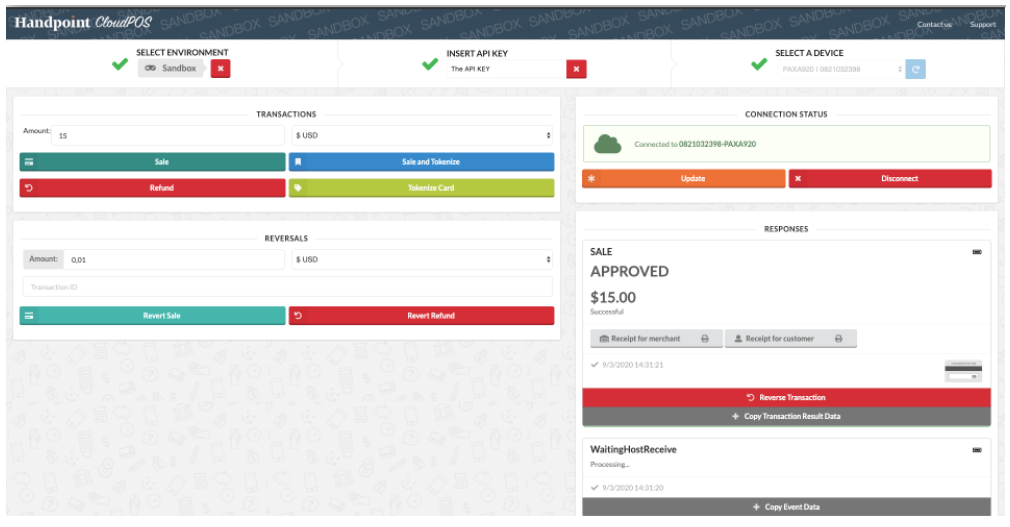 Handpoint CloudPOS
Contact us
Support
SANDBOX SANDBOX SANDBOX SANDBOX SANDBOX SANDBOX SANDBOX SANDBOX
SELECT ENVIRONMENT
Sandbox
INSERT API KEY
The API KEY
SELECT A DEVICE
PAXA920 | 0821032398
TRANSACTIONS
Amount: 15
$ USD
Sale
Sale and Tokenize
Refund
Tokenize Card
REVERSALS
Amount: 0,01
$ USD
Transaction ID
Revert Sale
Revert Refund
CONNECTION STATUS
Connected to 0821032398-PAXA920
Update
Disconnect
RESPONSES
SALE
APPROVED
$15.00
Successful
Receipt for merchant
Receipt for customer
9/3/2020 14:31:21
Reverse Transaction
Copy Transaction Result Data
WaitingHostReceive
Processing...
9/3/2020 14:31:20
Copy Event Data